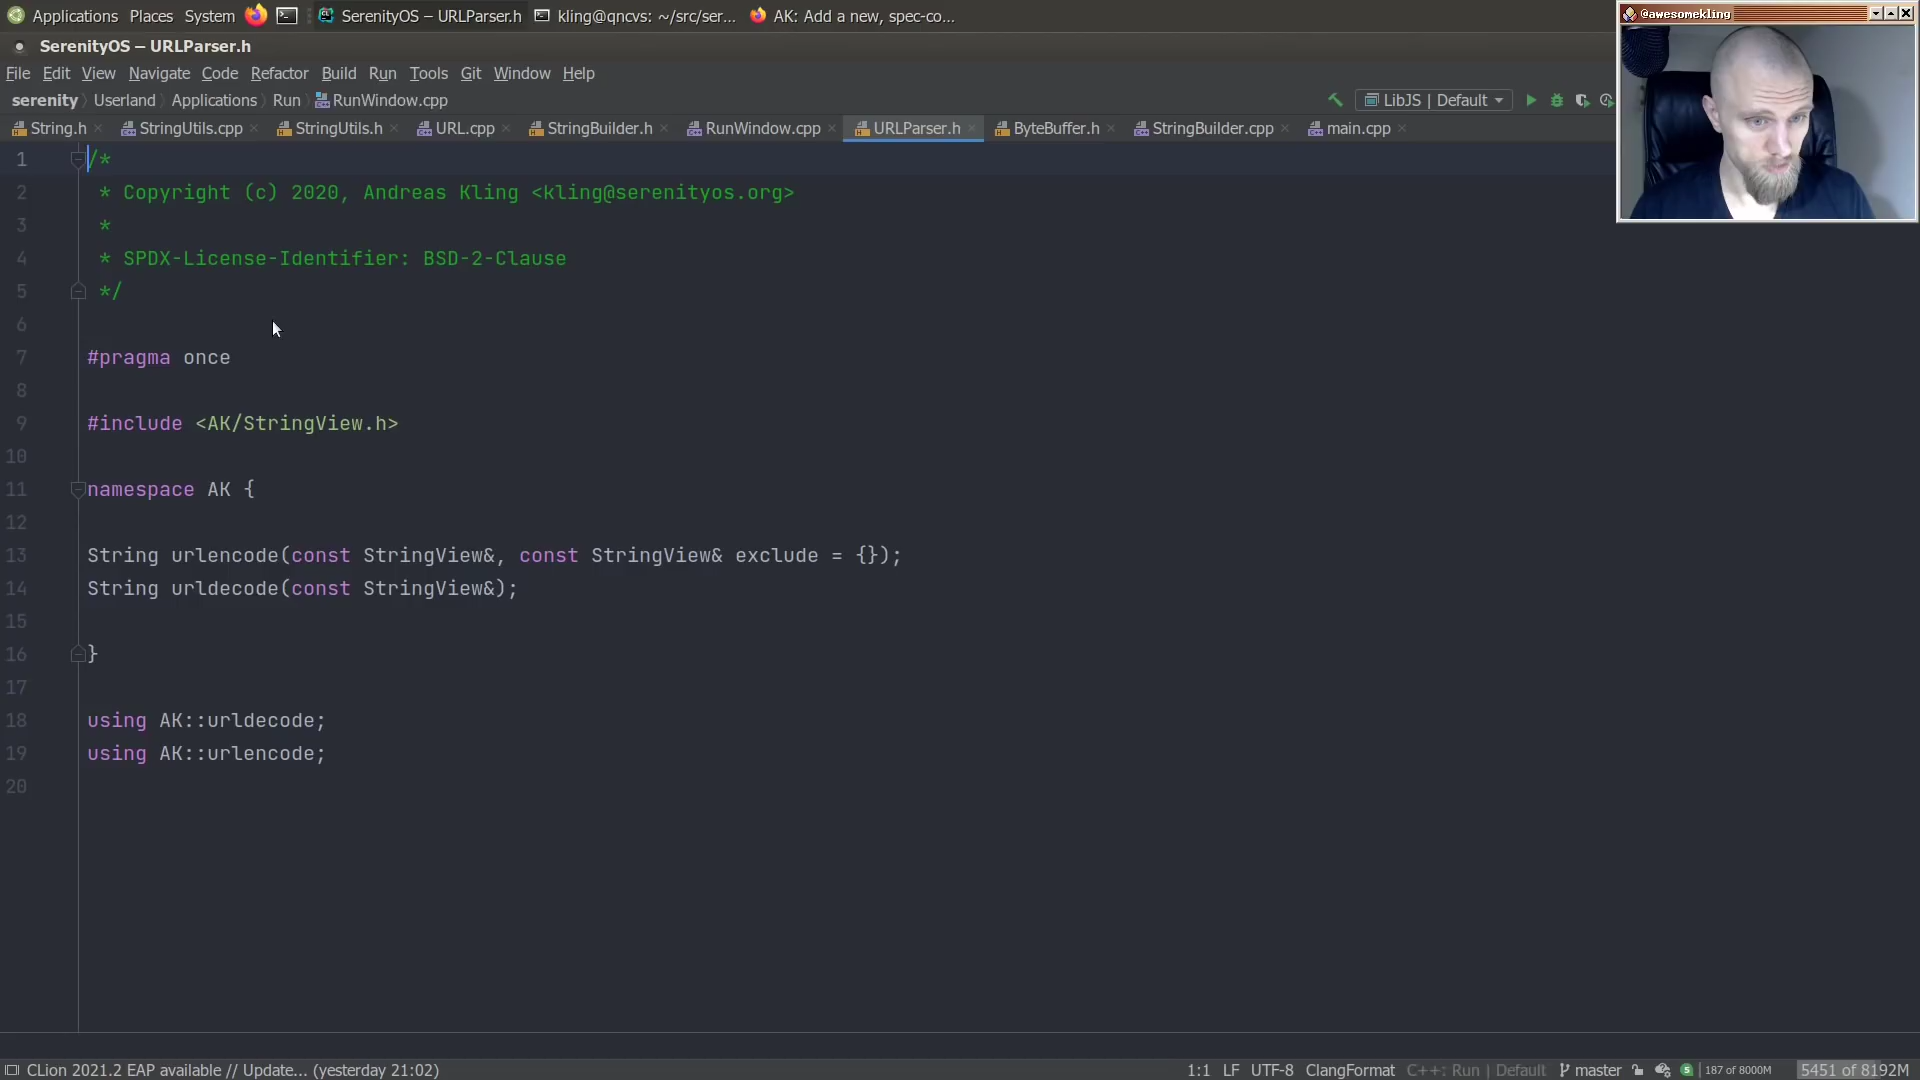 Applications Places System SerenityOS – URLParser.h kling@qncvs: ~/src/ser... AK: Add a new, spec-co...
@awesomekling
SerenityOS – URLParser.h
File Edit View Navigate Code Refactor Build Run Tools Git Window Help
serenity Userland Applications Run RunWindow.cpp LibJS | Default
String.h StringUtils.cpp StringUtils.h URL.cpp StringBuilder.h RunWindow.cpp URLParser.h ByteBuffer.h StringBuilder.cpp main.cpp
1 /*
2 * Copyright (c) 2020, Andreas Kling <kling@serenityos.org>
3 *
4 * SPDX-License-Identifier: BSD-2-Clause
5 */
6
7 #pragma once
8
9 #include <AK/StringView.h>
10
11 namespace AK {
12
13 String urlencode(const StringView&, const StringView& exclude = {});
14 String urldecode(const StringView&);
15
16 }
17
18 using AK::urldecode;
19 using AK::urlencode;
20
CLion 2021.2 EAP available // Update... (yesterday 21:02) 1:1 LF UTF-8 ClangFormat C++: Run | Default master 187 of 8000M 5451 of 8192M